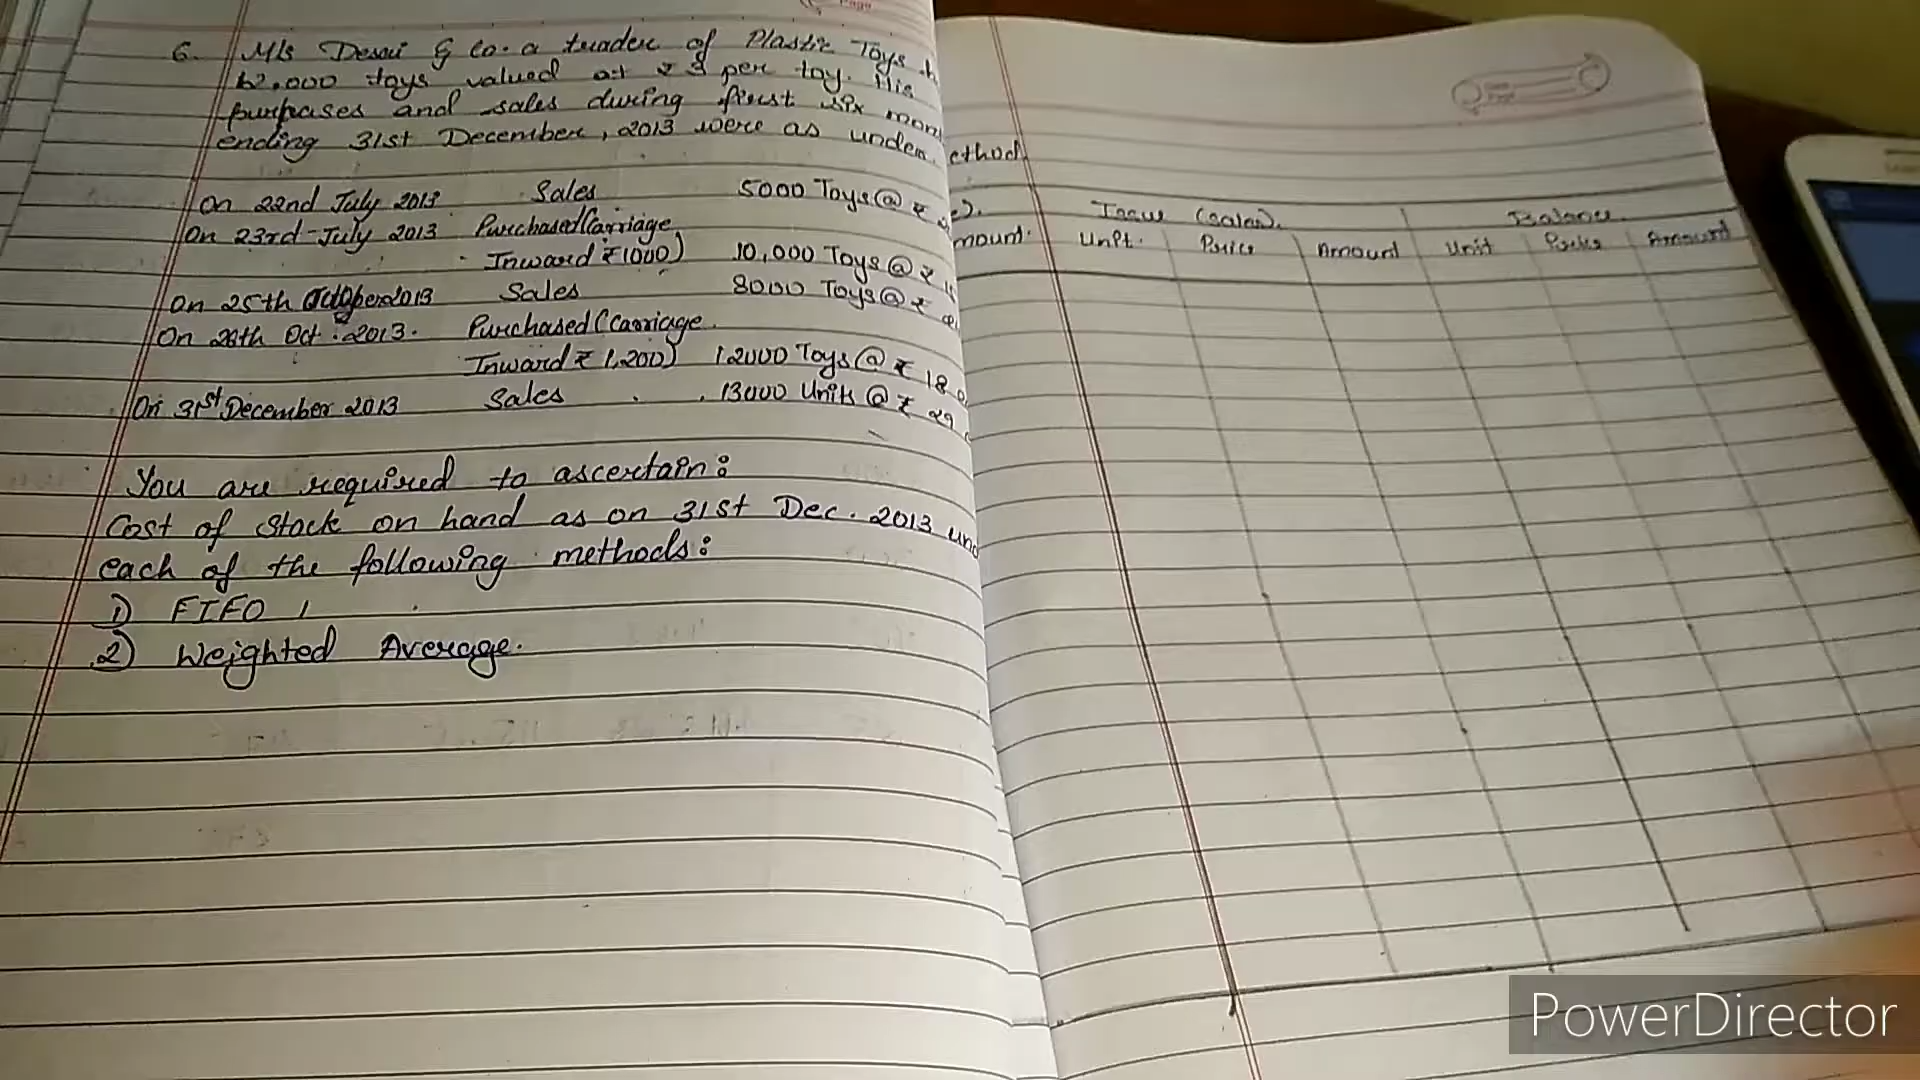 6. M/s Desai & Co. a trader of Plastic Toys
12,000 toys valued at ₹ 3 per toy. His
purchases and sales during first six
ending 31st December, 2013 were as under
On 22nd July 2013 Sales 5000 Toys @ ₹
On 23rd July 2013 Purchased (Carriage
Inward ₹ 1000) 10,000 Toys @ ₹
On 25th October 2013 Sales 8000 Toys @ ₹
On 28th Oct. 2013. Purchased (Carriage
Inward ₹ 1,200) 12000 Toys @ ₹ 18
On 31st December 2013 Sales 13000 Units @ ₹ 29
You are required to ascertain:
Cost of Stock on hand as on 31st Dec. 2013
each of the following methods:
1) FIFO
2) Weighted Average.
ethod.
Issue (Sales). Balance.
mount. Unit. Price Amount Unit Price Amount
PowerDirector